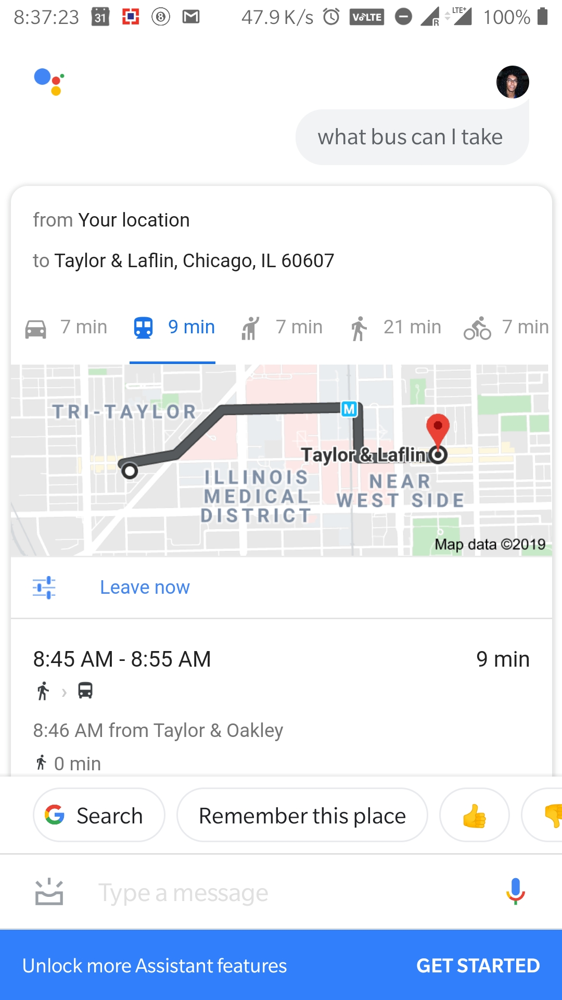 8:37:23 31 8 47.9 K/s VoLTE R LTE+ 100%
what bus can I take
from Your location
to Taylor & Laflin, Chicago, IL 60607
7 min 9 min 7 min 21 min 7 min
TRI-TAYLOR
M
Taylor & Laflin
ILLINOIS
MEDICAL
DISTRICT
NEAR
WEST SIDE
Map data ©2019
Leave now
8:45 AM - 8:55 AM 9 min
8:46 AM from Taylor & Oakley
0 min
G Search Remember this place
Type a message
Unlock more Assistant features GET STARTED